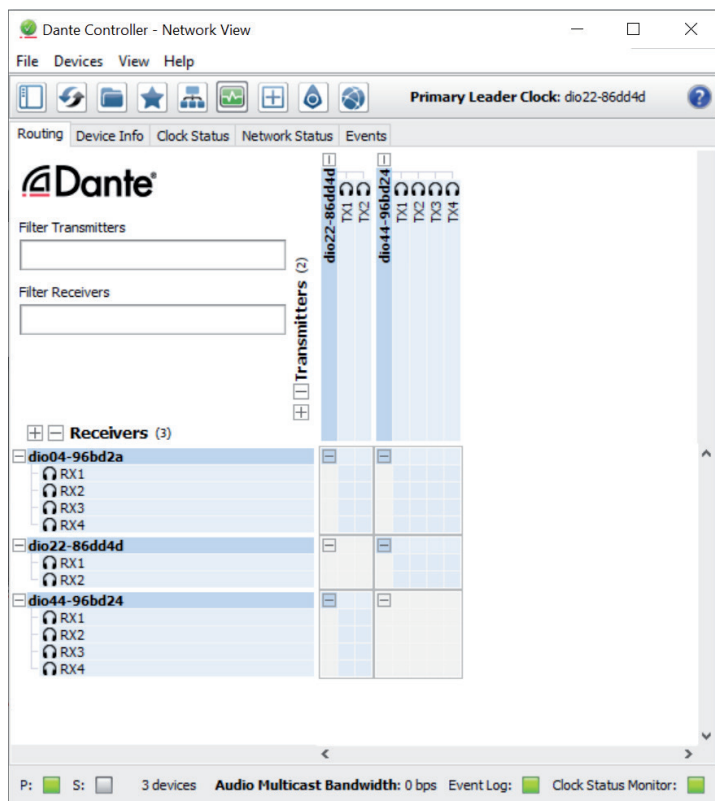 Dante Controller - Network View
File Devices View Help
Primary Leader Clock: dio22-86dd4d
?
Routing Device Info Clock Status Network Status Events
Dante®
Filter Transmitters
Filter Receivers
Transmitters (2)
dio22-86dd4d
TX1
TX2
dio44-96bd24
TX1
TX2
TX3
TX4
Receivers (3)
dio04-96bd2a
RX1
RX2
RX3
RX4
dio22-86dd4d
RX1
RX2
dio44-96bd24
RX1
RX2
RX3
RX4
P: S: 3 devices Audio Multicast Bandwidth: 0 bps Event Log: Clock Status Monitor: